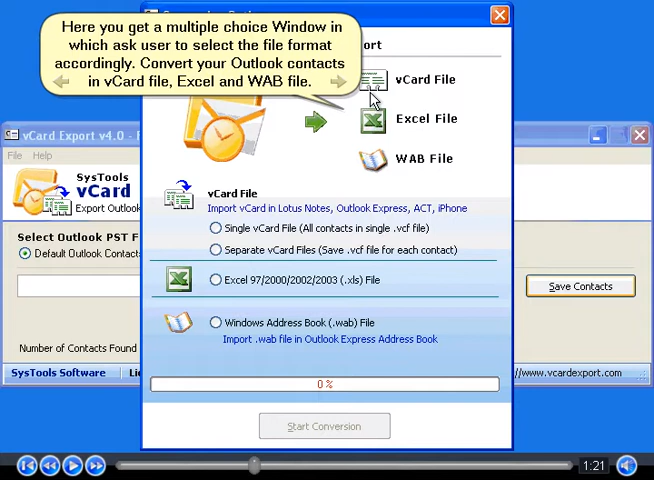 Here you get a multiple choice Window in
which ask user to select the file format
accordingly. Convert your Outlook contacts
in vCard file, Excel and WAB file.
ort
vCard File
Excel File
WAB File
vCard Export v4.0 - F
File Help
SysTools
vCard
Export Outlook
Select Outlook PST F
Default Outlook Contact
Save Contacts
Number of Contacts Found
SysTools Software
Lic
//www.vcardexport.com
vCard File
Import vCard in Lotus Notes, Outlook Express, ACT, iPhone
Single vCard File (All contacts in single .vcf file)
Separate vCard Files (Save .vcf file for each contact)
Excel 97/2000/2002/2003 (.xls) File
Windows Address Book (.wab) File
Import .wab file in Outlook Express Address Book
0 %
Start Conversion
1:21